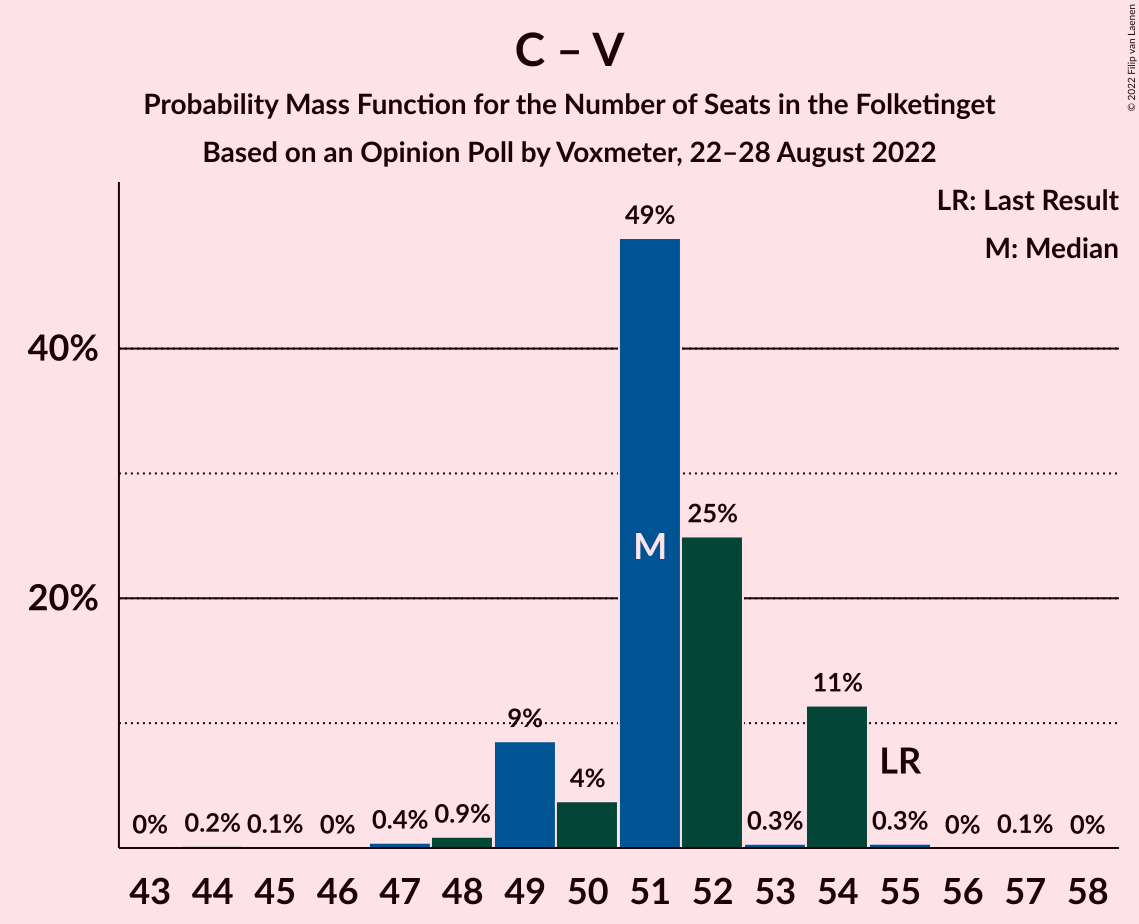 C – V
Probability Mass Function for the Number of Seats in the Folketinget
Based on an Opinion Poll by Voxmeter, 22–28 August 2022
© 2022 Filip van Laenen
LR: Last Result
M: Median
40%
20%
0% 0.2% 0.1% 0% 0.4% 0.9% 9% 4% 49% 25% 0.3% 11% 0.3% 0% 0.1% 0%
M
LR
43 44 45 46 47 48 49 50 51 52 53 54 55 56 57 58